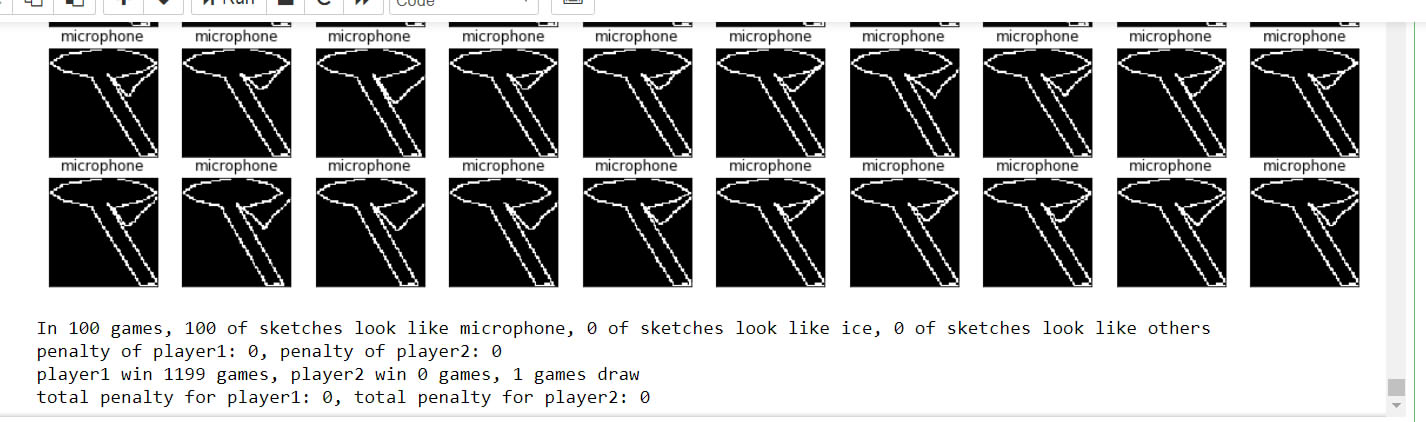 Run Code
microphone microphone microphone microphone microphone microphone microphone microphone microphone microphone
microphone microphone microphone microphone microphone microphone microphone microphone microphone microphone
In 100 games, 100 of sketches look like microphone, 0 of sketches look like ice, 0 of sketches look like others
penalty of player1: 0, penalty of player2: 0
player1 win 1199 games, player2 win 0 games, 1 games draw
total penalty for player1: 0, total penalty for player2: 0